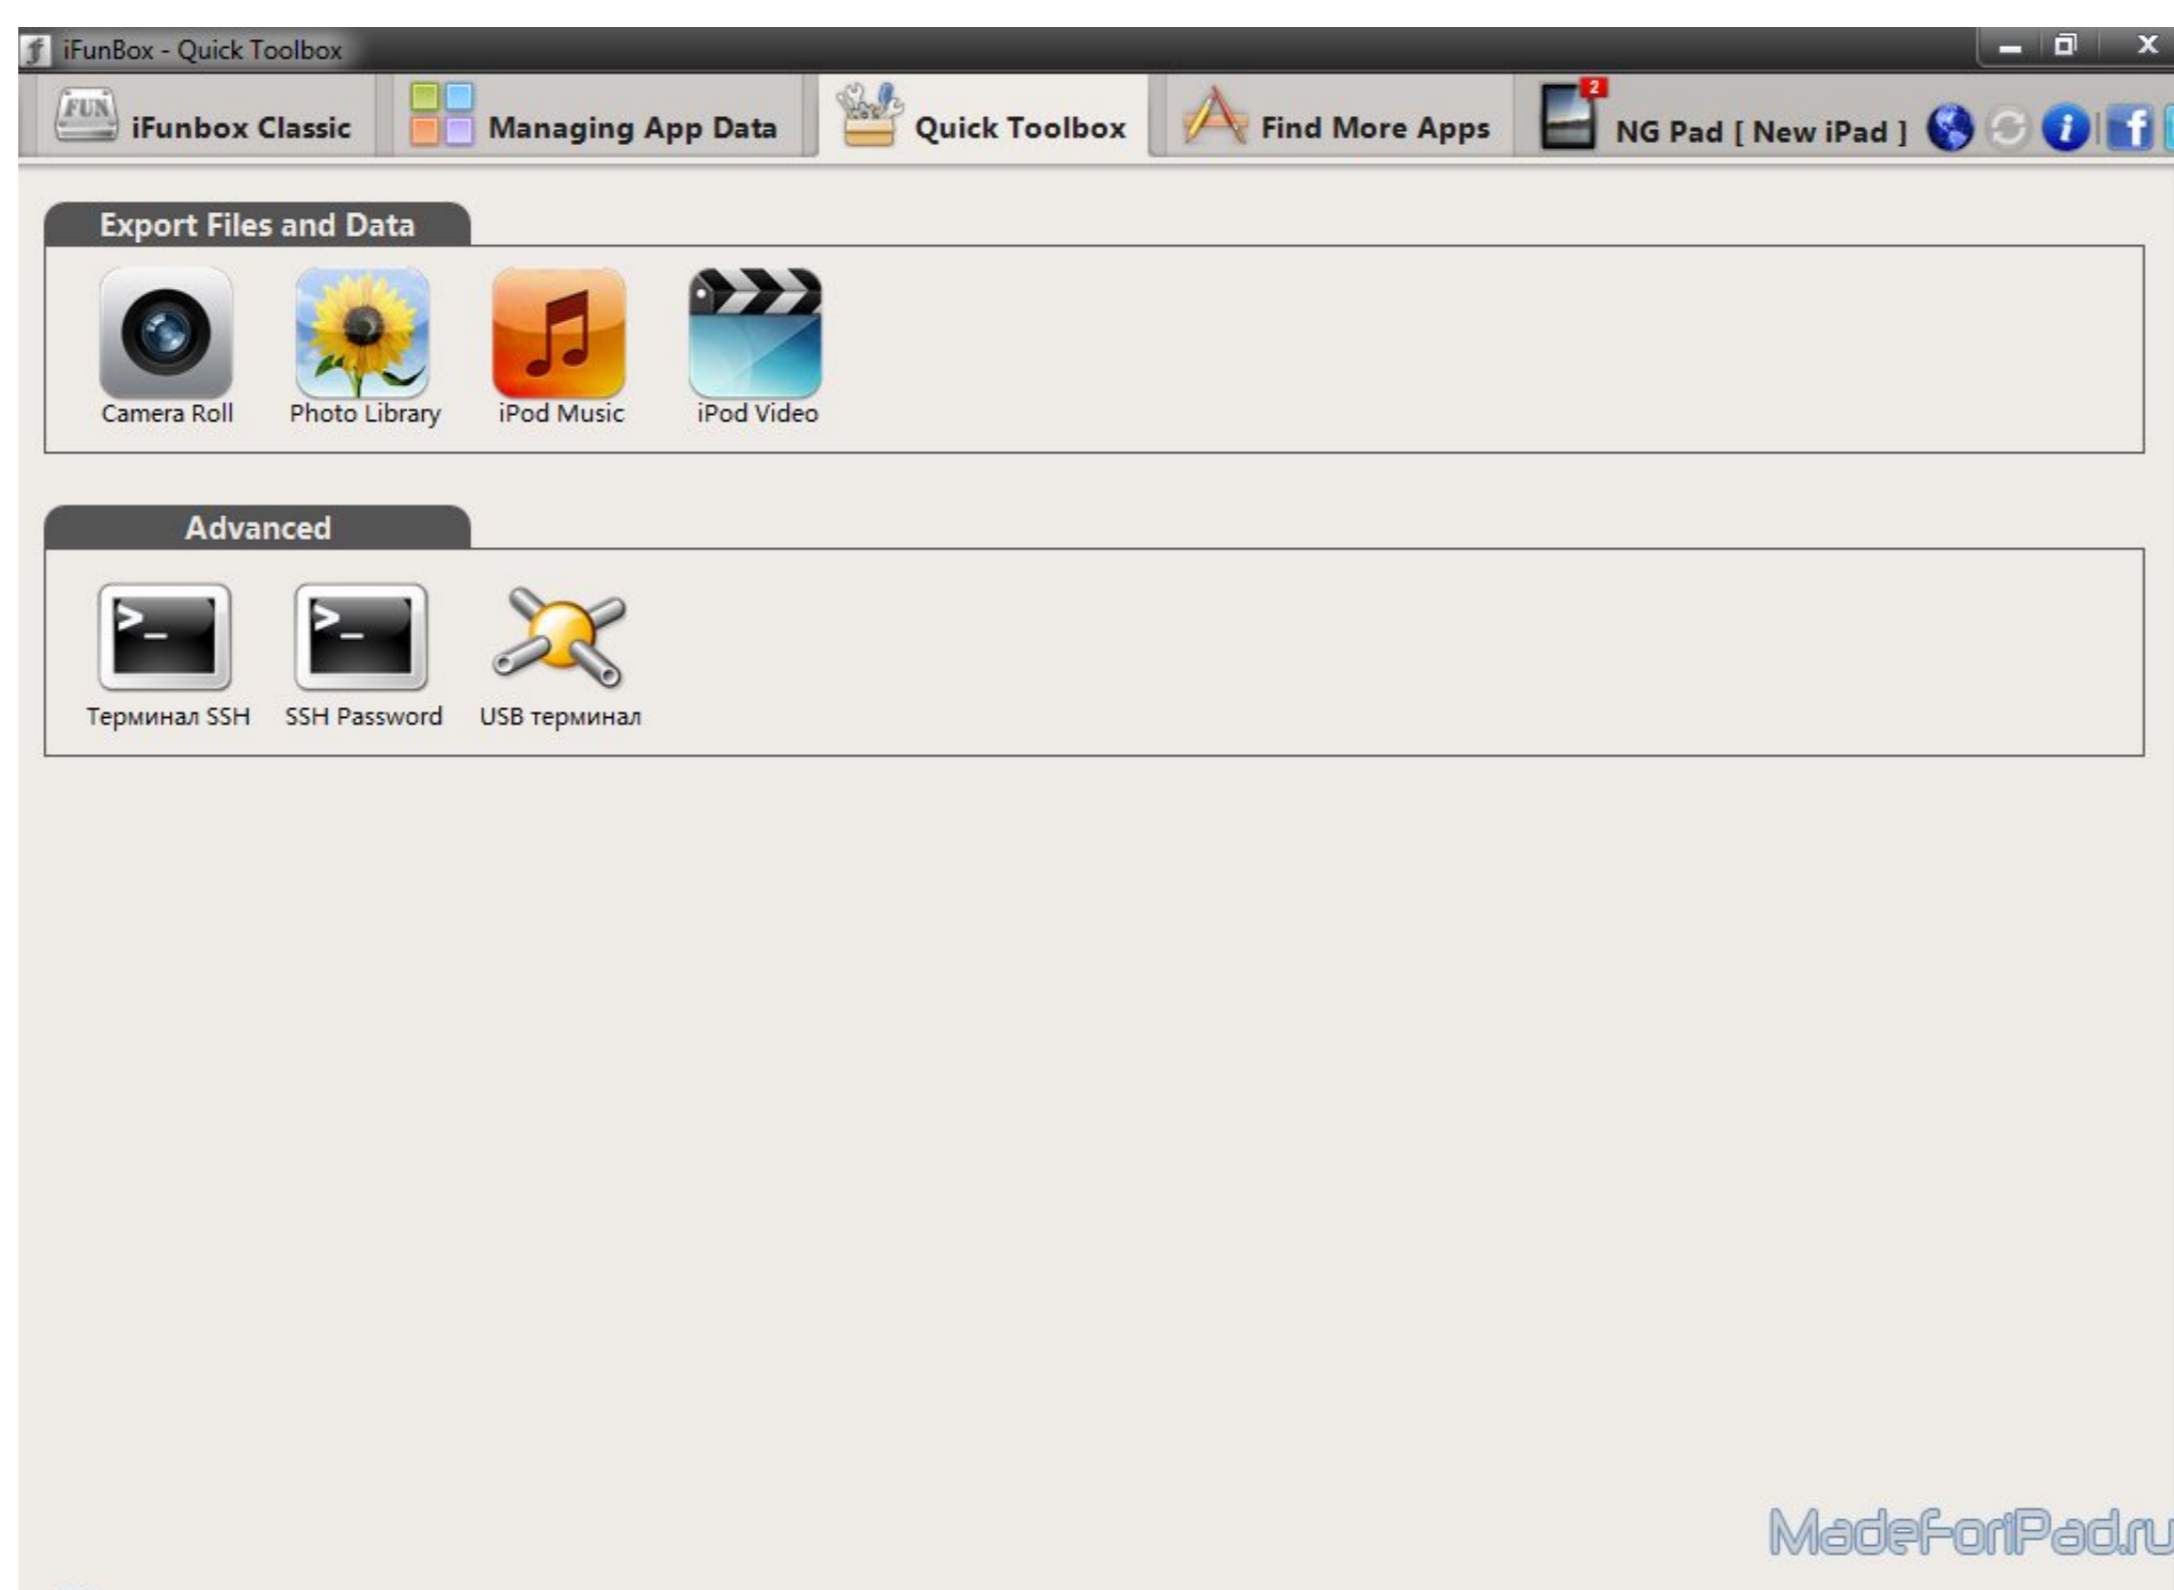 iFunBox - Quick Toolbox
FUN iFunbox Classic
Managing App Data
Quick Toolbox
Find More Apps
2
NG Pad [ New iPad ]
Export Files and Data
Camera Roll
Photo Library
iPod Music
iPod Video
Advanced
Терминал SSH
SSH Password
USB терминал
MadeForiPad.ru